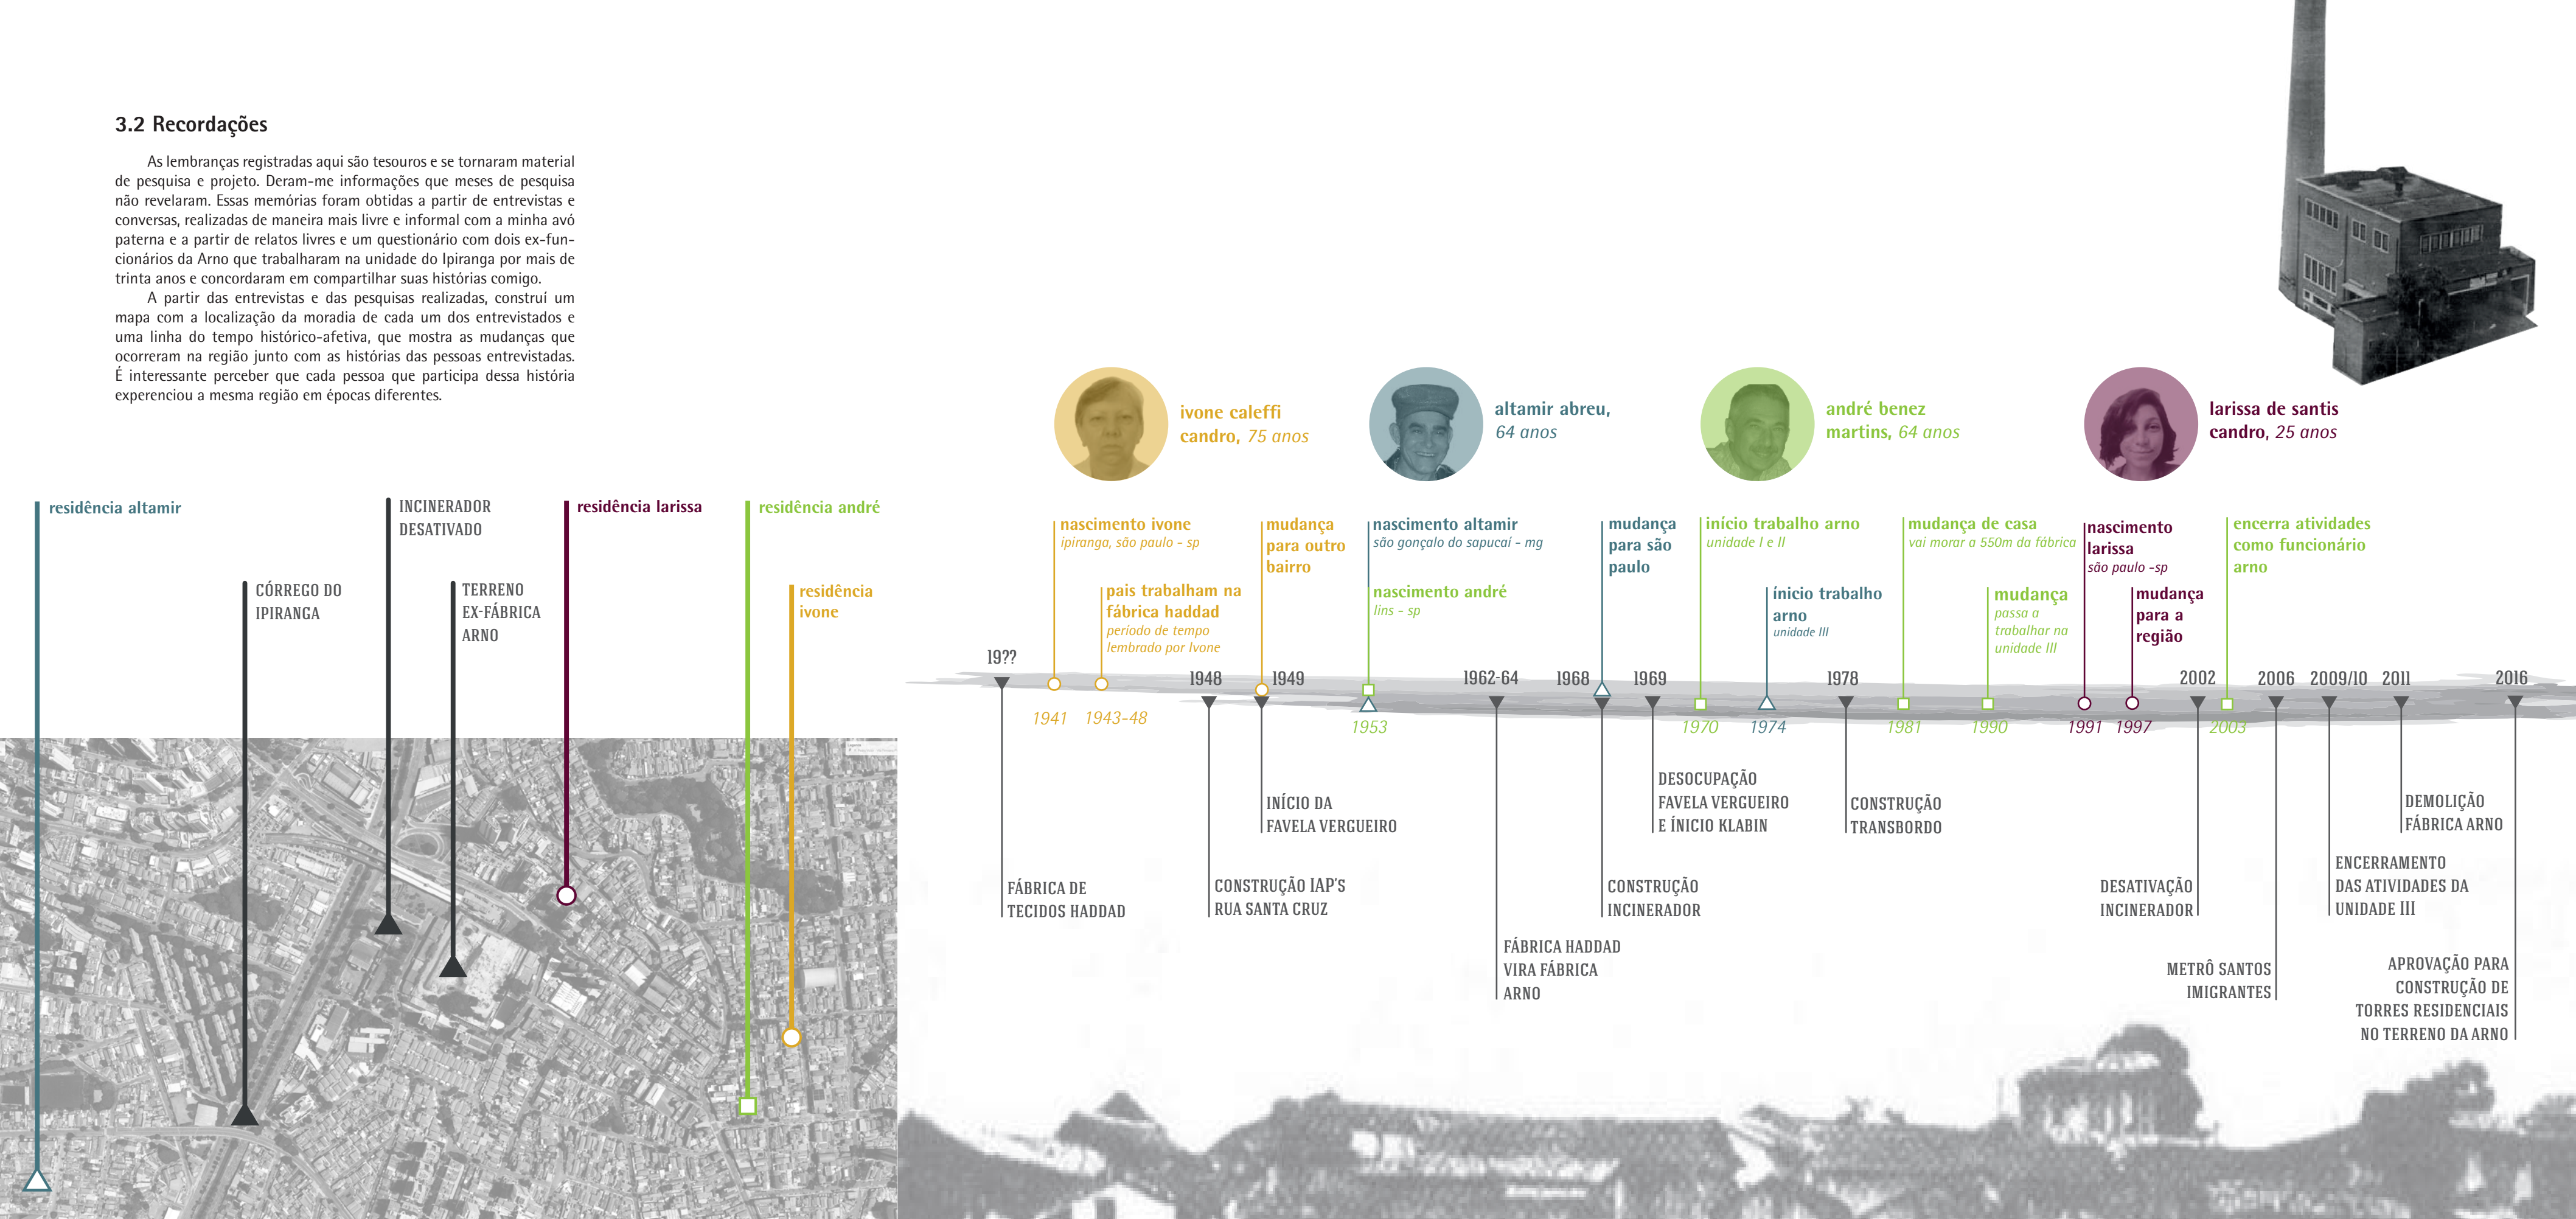 3.2 Recordações
As lembranças registradas aqui são tesouros e se tornaram material
de pesquisa e projeto. Deram-me informações que meses de pesquisa
não revelaram. Essas memórias foram obtidas a partir de entrevistas e
conversas, realizadas de maneira mais livre e informal com a minha avó
paterna e a partir de relatos livres e um questionário com dois ex-fun-
cionários da Arno que trabalharam na unidade do Ipiranga por mais de
trinta anos e concordaram em compartilhar suas histórias comigo.
A partir das entrevistas e das pesquisas realizadas, construí um
mapa com a localização da moradia de cada um dos entrevistados e
uma linha do tempo histórico-afetiva, que mostra as mudanças que
ocorreram na região junto com as histórias das pessoas entrevistadas.
É interessante perceber que cada pessoa que participa dessa história
experenciou a mesma região em épocas diferentes.
residência altamir
CÓRREGO DO
IPIRANGA
INCINERADOR
DESATIVADO
TERRENO
EX-FÁBRICA
ARNO
residência larissa
residência andré
residência
ivone
ivone caleffi
candro, 75 anos
altamir abreu,
64 anos
andré benez
martins, 64 anos
larissa de santis
candro, 25 anos
nascimento ivone
ipiranga, são paulo - sp
pais trabalham na
fábrica haddad
periodo de tempo
lembrado por Ivone
mudança
para outro
bairro
nascimento altamir
são gonçalo do sapucaí - mg
nascimento andré
lins - sp
mudança
para são
paulo
início trabalho arno
unidade I e II
ínicio trabalho
arno
unidade III
mudança de casa
vai morar a 550m da fábrica
mudança
passa a
trabalhar na
unidade III
nascimento
larissa
são paulo -sp
mudança
para a
região
encerra atividades
como funcionário
arno
19??
1948
1949
1962-64
1968
1969
1978
2002
2006
2009/10
2011
2016
1941
1943-48
1953
1970
1974
1981
1990
1991
1997
2003
FÁBRICA DE
TECIDOS HADDAD
CONSTRUÇÃO IAP'S
RUA SANTA CRUZ
INÍCIO DA
FAVELA VERGUEIRO
FÁBRICA HADDAD
VIRA FÁBRICA
ARNO
CONSTRUÇÃO
INCINERADOR
DESOCUPAÇÃO
FAVELA VERGUEIRO
E ÍNICIO KLABIN
CONSTRUÇÃO
TRANSBORDO
DESATIVAÇÃO
INCINERADOR
METRÔ SANTOS
IMIGRANTES
ENCERRAMENTO
DAS ATIVIDADES DA
UNIDADE III
DEMOLIÇÃO
FÁBRICA ARNO
APROVAÇÃO PARA
CONSTRUÇÃO DE
TORRES RESIDENCIAIS
NO TERRENO DA ARNO